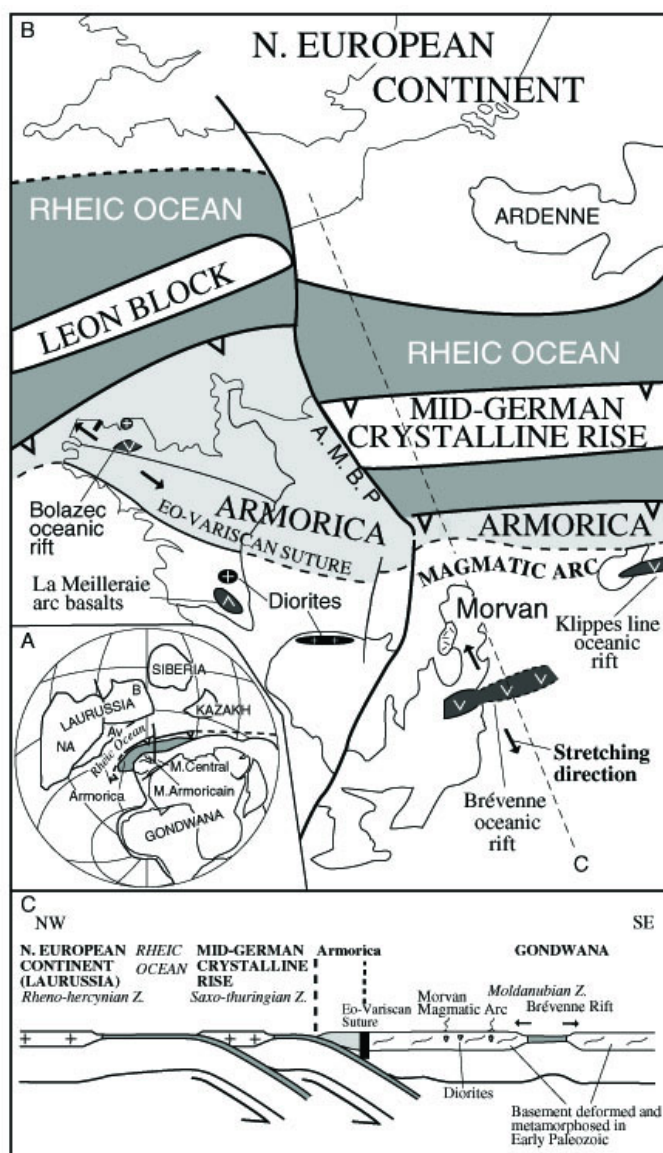 B
N. EUROPEAN
CONTINENT
RHEIC OCEAN
ARDENNE
LEON BLOCK
RHEIC OCEAN
MID-GERMAN
CRYSTALLINE RISE
A. M. B. P
Bolazec
oceanic
rift
ARMORICA
EO-VARISCAN SUTURE
ARMORICA
MAGMATIC ARC
La Meilleraie
arc basalts
Diorites
Morvan
Klippes line
oceanic
rift
Stretching
direction
Brévenne
oceanic
rift
C
A
SIBERIA
LAURUSSIA
B
KAZAKH
NA
Av
Rheic Ocean
M.Central
Armorica
M.Armoricain
GONDWANA
C
NW
SE
N. EUROPEAN
CONTINENT
(LAURUSSIA)
Rheno-hercynian Z.
RHEIC
OCEAN
MID-GERMAN
CRYSTALLINE
RISE
Saxo-thuringian Z.
Armorica
GONDWANA
Eo-Variscan
Suture
Morvan
Magmatic Arc
Moldanubian Z.
Brévenne Rift
Diorites
Basement deformed and
metamorphosed in
Early Paleozoic